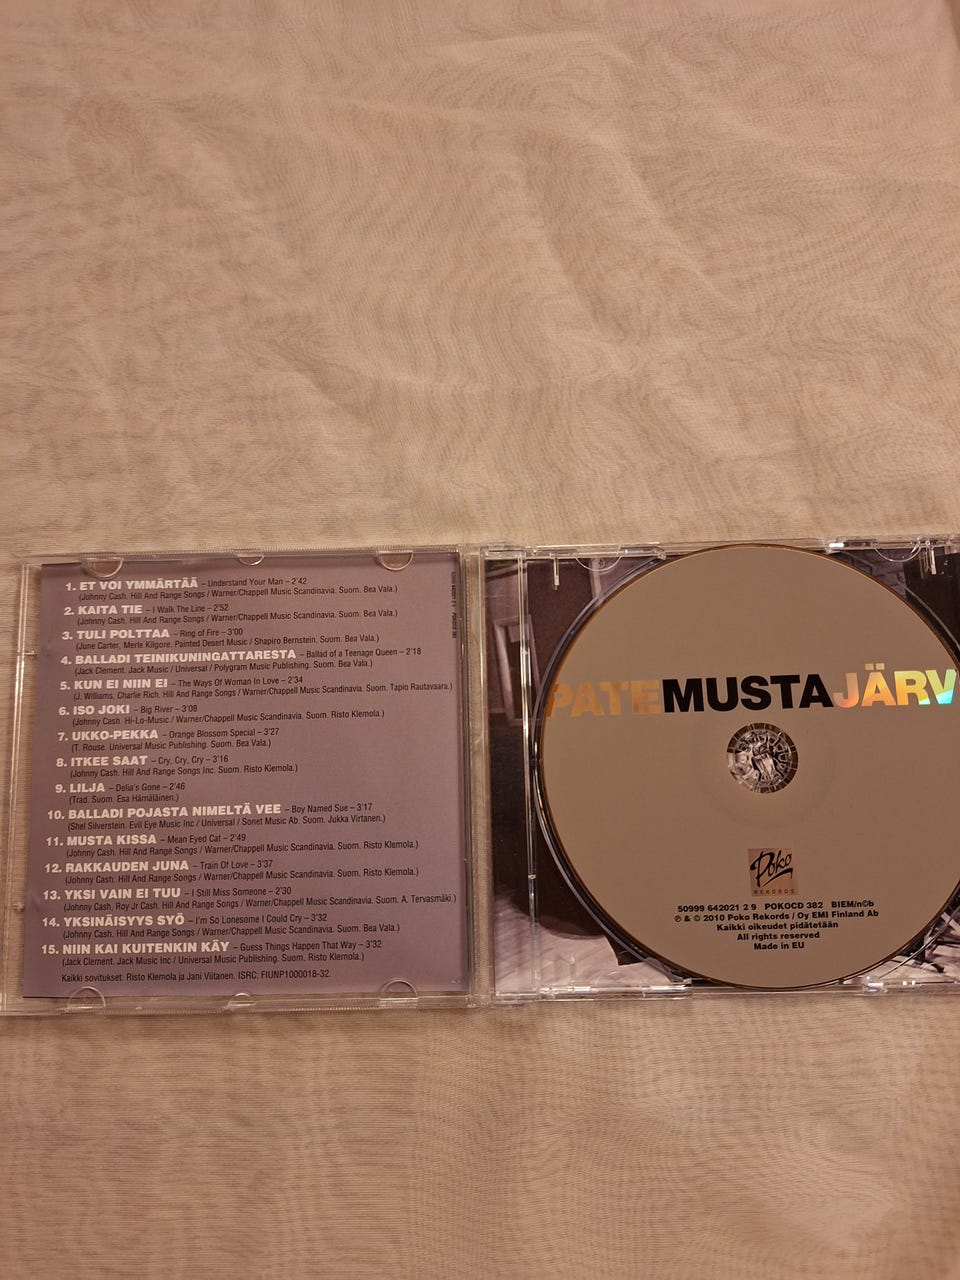 1. ET VOI YMMÄRTÄÄ – Understand Your Man – 2'42
(Johnny Cash. Hill And Range Songs / Warner/Chappell Music Scandinavia. Suom. Bea Vala.)
2. KAITA TIE – I Walk The Line – 2'52
(Johnny Cash. Hill And Range Songs / Warner/Chappell Music Scandinavia. Suom. Bea Vala.)
3. TULI POLTTAA – Ring of Fire – 3'00
(June Carter, Merle Kilgore. Painted Desert Music / Shapiro Bernstein. Suom. Bea Vala.)
4. BALLADI TEINIKUNINGATTARESTA – Ballad of a Teenage Queen – 2'18
(Jack Clement. Jack Music / Universal / Polygram Music Publishing. Suom. Bea Vala.)
5. KUN EI NIIN EI – The Ways Of Woman In Love – 2'34
(J. Williams, Charlie Rich. Hill And Range Songs / Warner/Chappell Music Scandinavia. Suom. Tapio Rautavaara.)
6. ISO JOKI – Big River – 3'08
(Johnny Cash. Hi-Lo-Music / Warner/Chappell Music Scandinavia. Suom. Risto Klemola.)
7. UKKO-PEKKA – Orange Blossom Special – 3'27
(T. Rouse. Universal Music Publishing. Suom. Bea Vala.)
8. ITKEE SAAT – Cry, Cry, Cry – 3'16
(Johnny Cash. Hill And Range Songs Inc. Suom. Risto Klemola.)
9. LILJA – Delia's Gone – 2'46
(Trad. Suom. Esa Hämäläinen.)
10. BALLADI POJASTA NIMELTÄ VEE – Boy Named Sue – 3'17
(Shel Silverstein. Evil Eye Music Inc / Universal / Sonet Music Ab. Suom. Jukka Virtanen.)
11. MUSTA KISSA – Mean Eyed Cat – 2'49
(Johnny Cash. Hill And Range Songs / Warner/Chappell Music Scandinavia. Suom. Risto Klemola.)
12. RAKKAUDEN JUNA – Train Of Love – 3'37
(Johnny Cash. Hill And Range Songs / Warner/Chappell Music Scandinavia. Suom. Risto Klemola.)
13. YKSI VAIN EI TUU – I Still Miss Someone – 2'30
(Johnny Cash, Roy Jr Cash. Hill And Range Songs / Warner/Chappell Music Scandinavia. Suom. A. Tervasmäki.)
14. YKSINÄISYYS SYÖ – I'm So Lonesome I Could Cry – 3'32
(Johnny Cash. Hill And Range Songs / Warner/Chappell Music Scandinavia. Suom. Bea Vala.)
15. NIIN KAI KUITENKIN KÄY – Guess Things Happen That Way – 3'32
(Jack Clement. Jack Music Inc / Universal Music Publishing. Suom. Risto Klemola.)
Kaikki sovitukset: Risto Klemola ja Jani Viitanen. ISRC: FIUNP1000018-32.
PATEMUSTAJÄRV
Poko
REKORDS
50999 642021 2 9 POKOCD 382 BIEM/n©b
℗ & © 2010 Poko Rekords / Oy EMI Finland Ab
Kaikki oikeudet pidätetään
All rights reserved
Made in EU